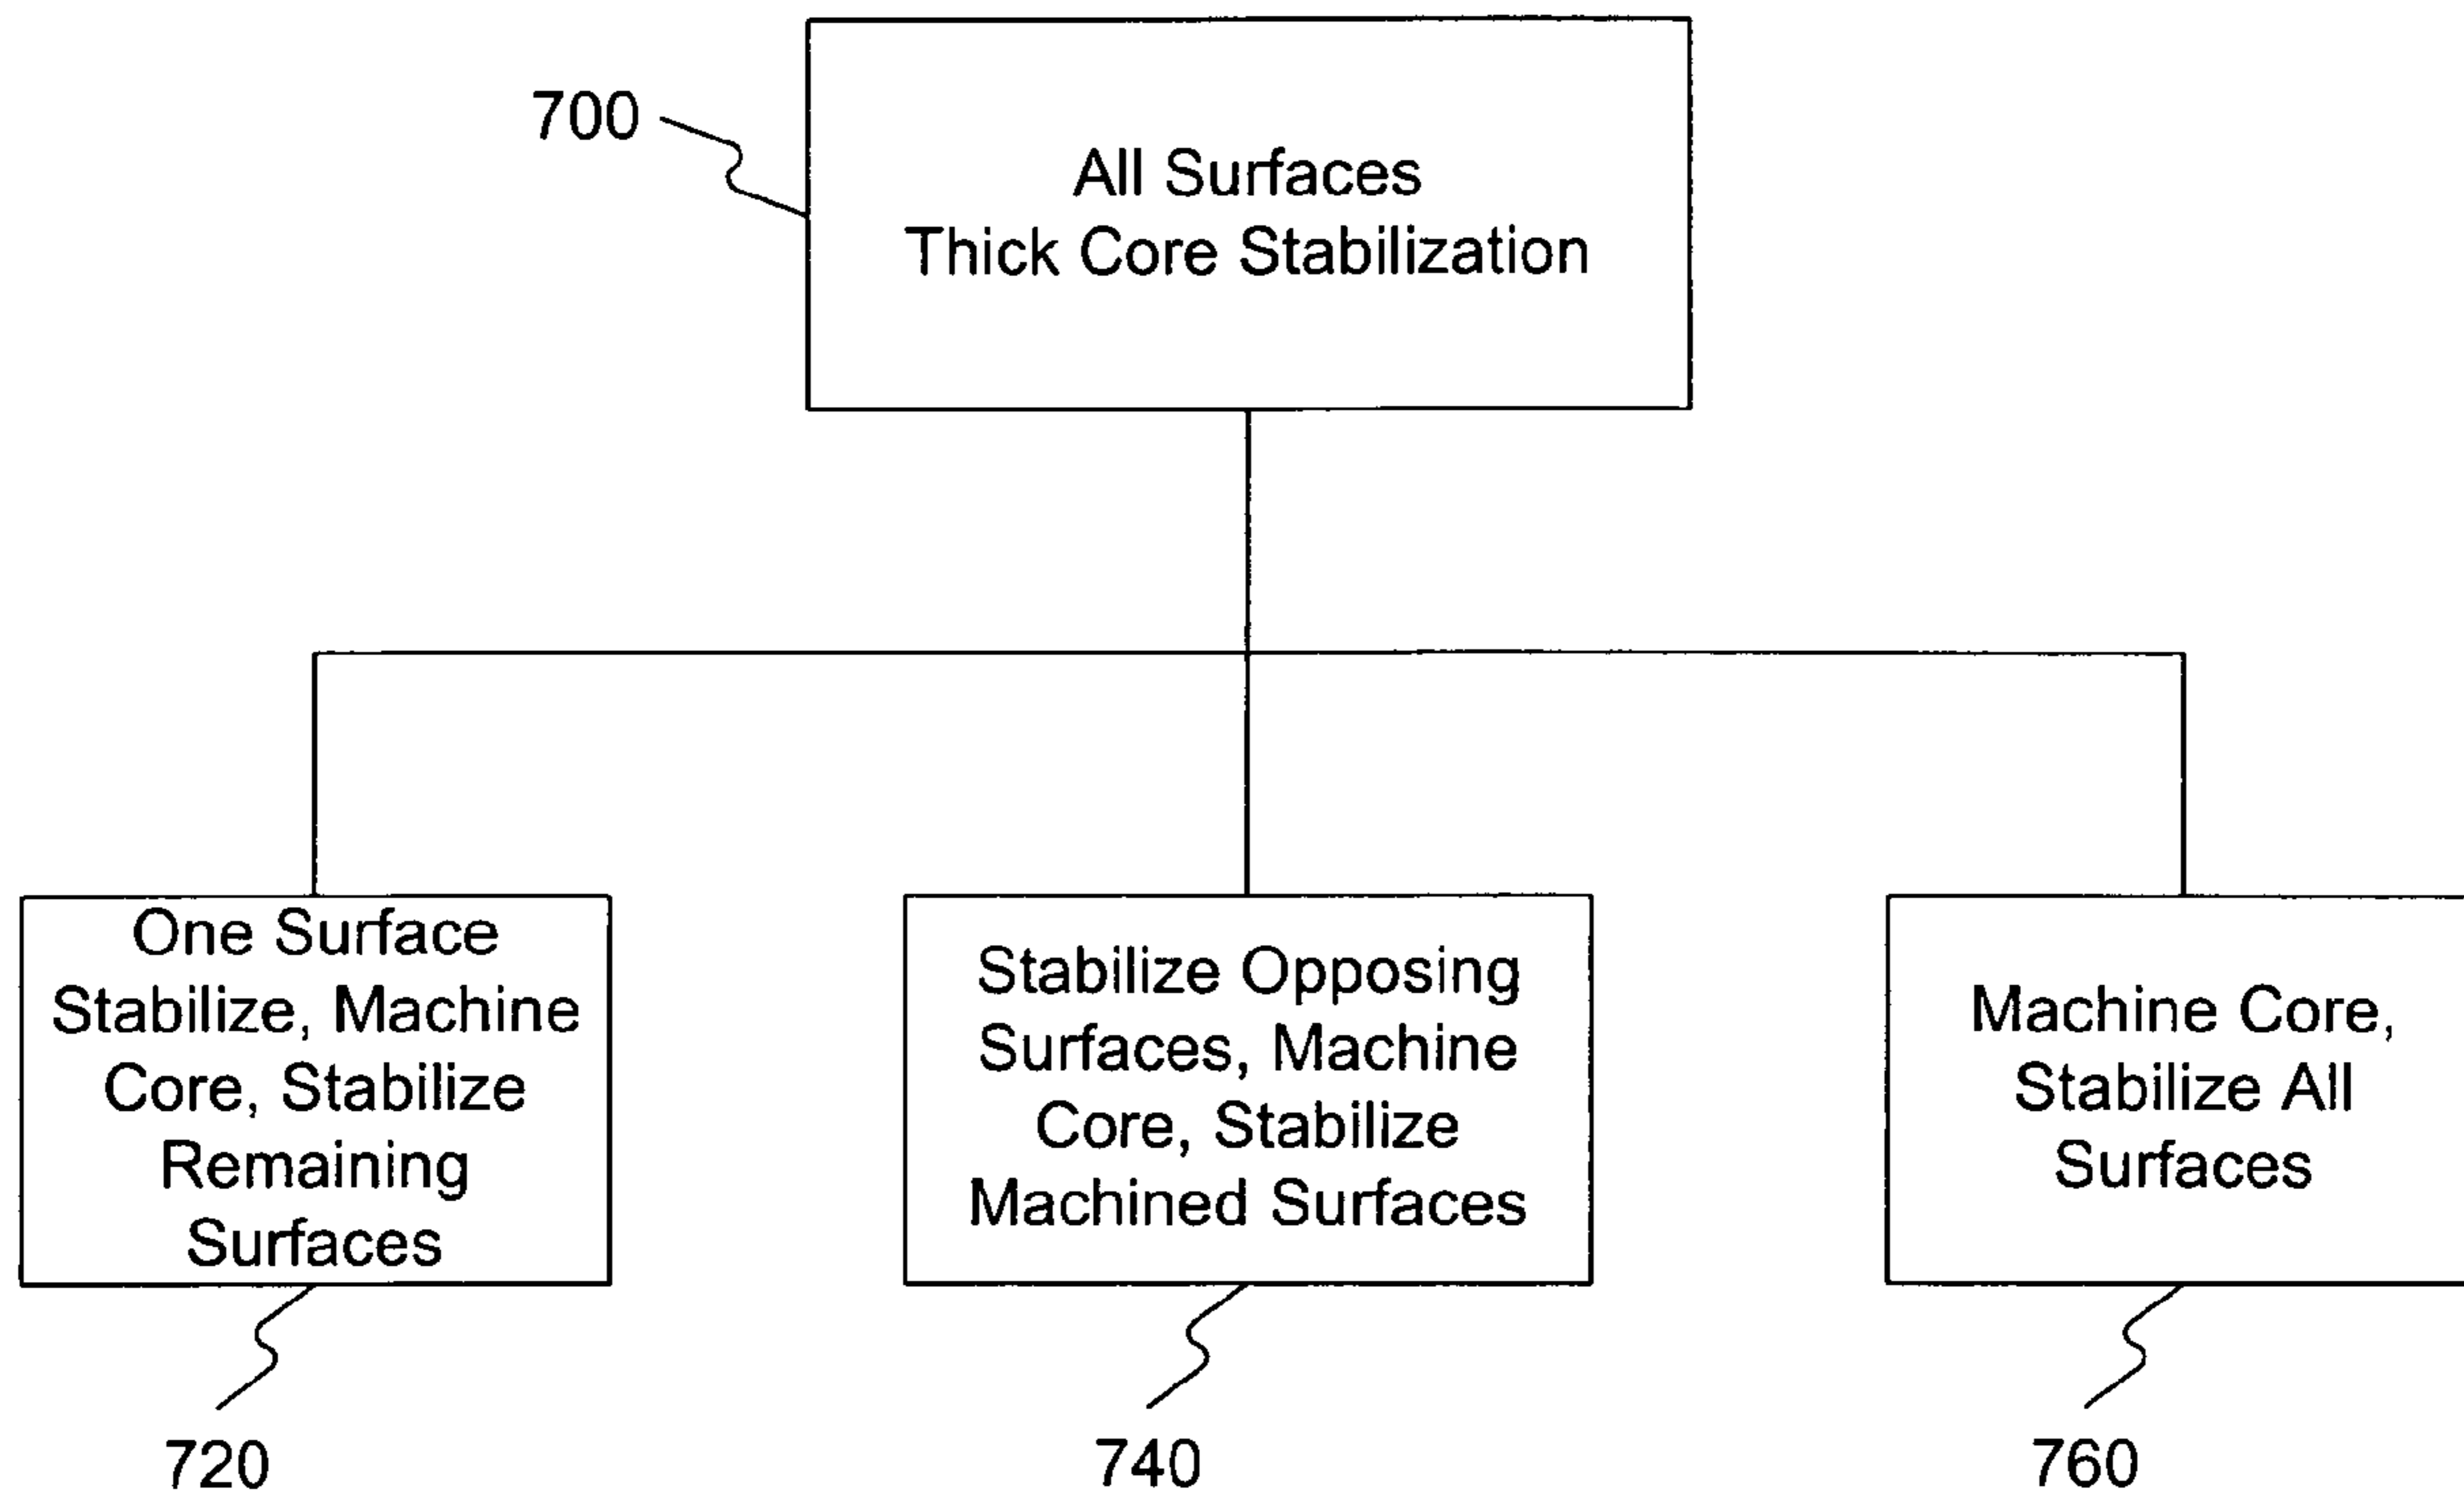 700
All Surfaces
Thick Core Stabilization
One Surface
Stabilize, Machine
Core, Stabilize
Remaining
Surfaces
Stabilize Opposing
Surfaces, Machine
Core, Stabilize
Machined Surfaces
Machine Core,
Stabilize All
Surfaces
720
740
760